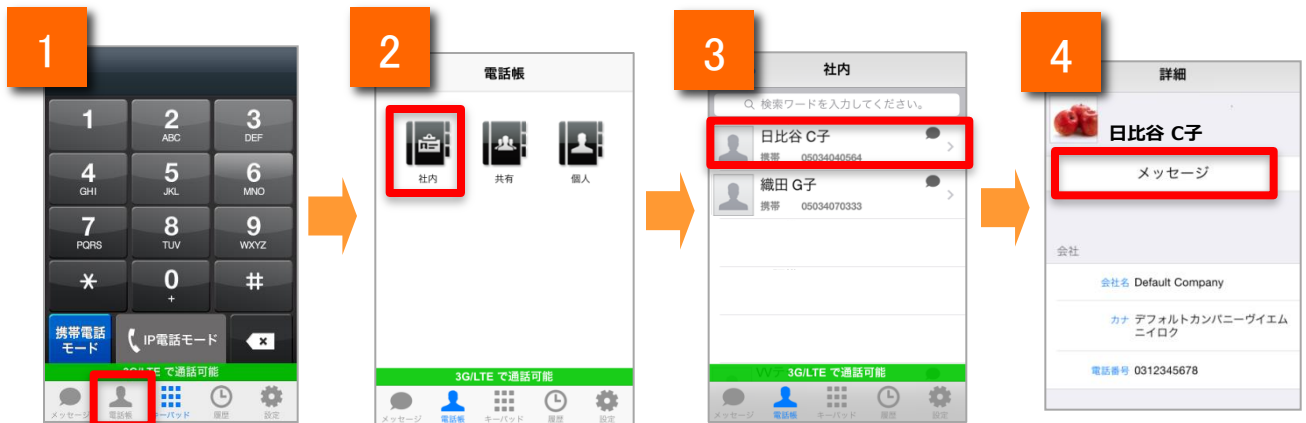 1
1
2
ABC
3
DEF
4
GHI
5
JKL
6
MNO
7
PQRS
8
TUV
9
WXYZ
*
0
+
#
携帯電話
モード
IP電話モード
3G/LTE で通話可能
メッセージ
電話帳
キーパッド
履歴
設定
2
電話帳
社内
共有
個人
3G/LTE で通話可能
メッセージ
電話帳
キーパッド
履歴
設定
3
社内
検索ワードを入力してください。
日比谷 C子
携帯 05034040564
織田 G子
携帯 05034070333
3G/LTE で通話可能
メッセージ
電話帳
キーパッド
履歴
設定
4
詳細
日比谷 C子
メッセージ
会社
会社名 Default Company
カナ デフォルトカンパニーヴイエム
ニイロク
電話番号 0312345678